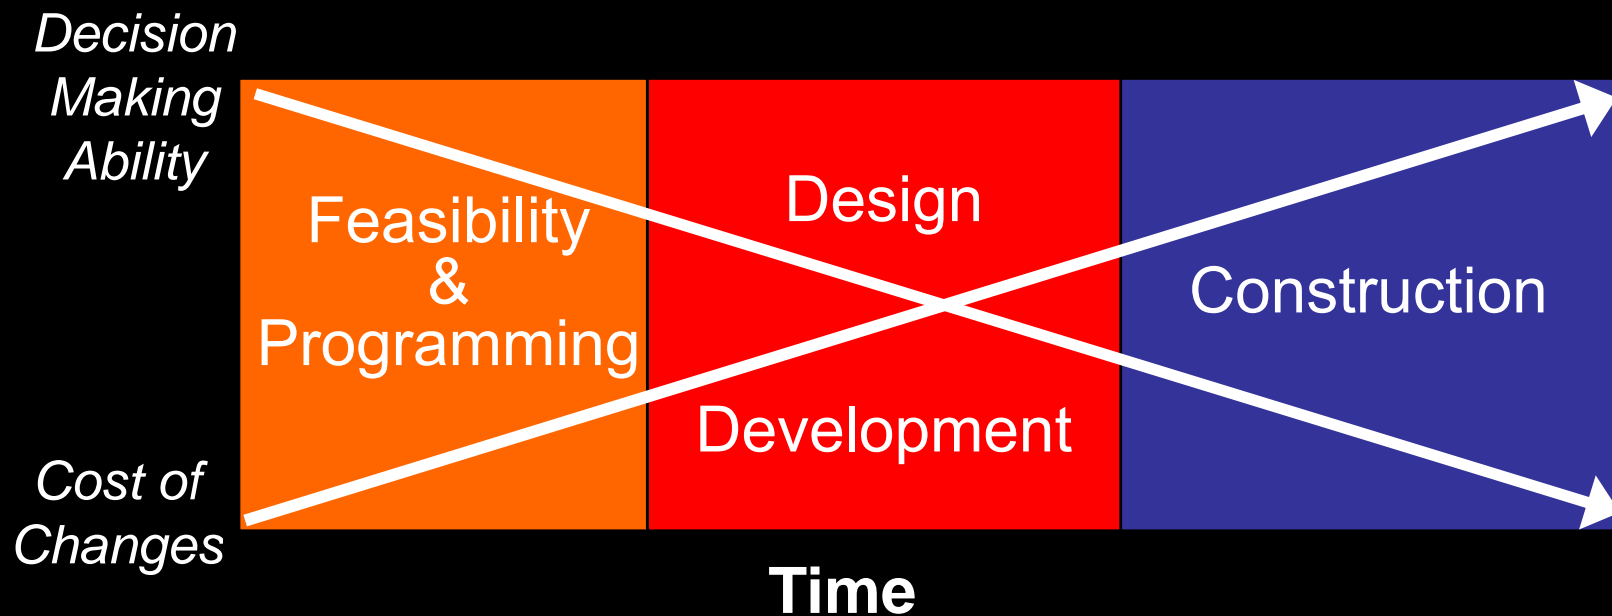 Decision
Making
Ability
Feasibility
&
Programming
Design
Development
Construction
Cost of
Changes
Time